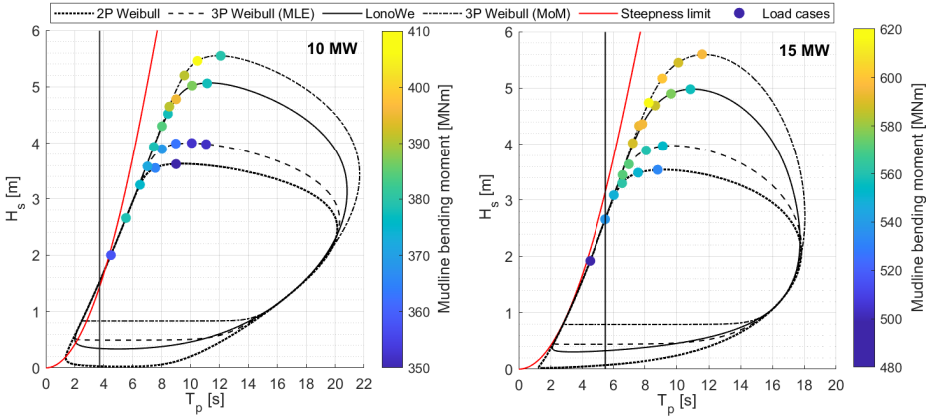 2P Weibull 3P Weibull (MLE) LonoWe 3P Weibull (MoM) Steepness limit Load cases
10 MW
6
5
4
3
2
1
0
H_s [m]
0 2 4 6 8 10 12 14 16 18 20 22
T_p [s]
410
400
390
380
370
360
350
Mudline bending moment [MNm]
15 MW
6
5
4
3
2
1
0
H_s [m]
0 2 4 6 8 10 12 14 16 18 20
T_p [s]
620
600
580
560
540
520
500
480
Mudline bending moment [MNm]